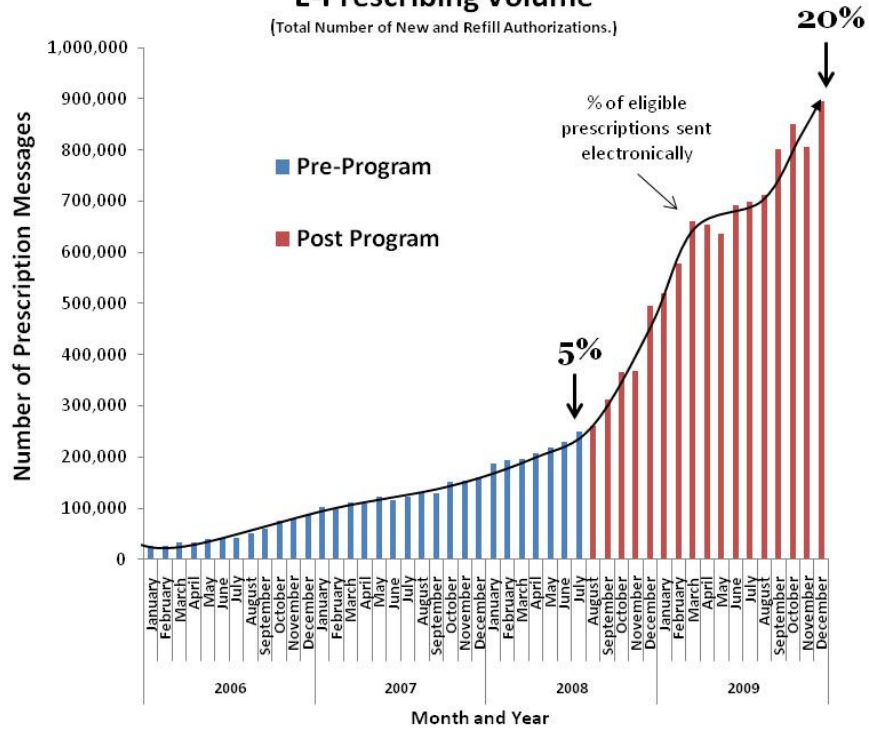 E-Prescribing Volume
(Total Number of New and Refill Authorizations.)
20%
1,000,000
900,000
800,000
700,000
600,000
500,000
400,000
300,000
200,000
100,000
0
Number of Prescription Messages
% of eligible
prescriptions sent
electronically
Pre-Program
Post Program
5%
January
February
March
April
May
June
July
August
September
October
November
December
January
February
March
April
May
June
July
August
September
October
November
December
January
February
March
April
May
June
July
August
September
October
November
December
January
February
March
April
May
June
July
August
September
October
November
December
2006
2007
2008
2009
Month and Year